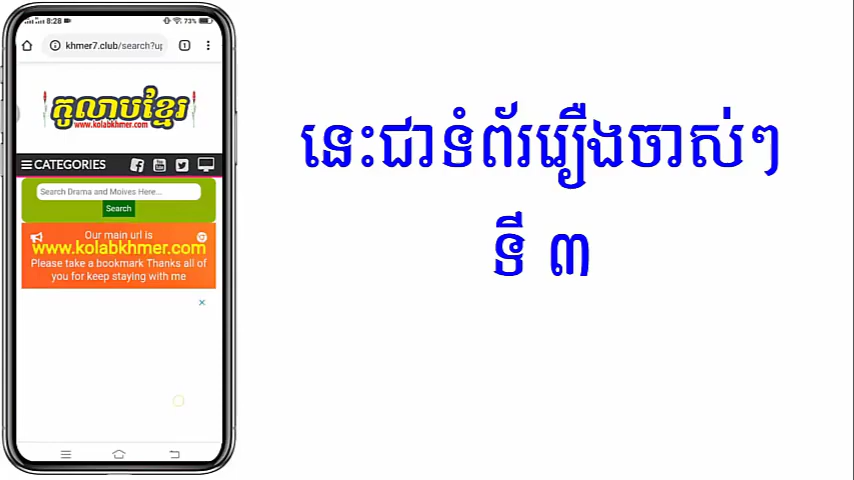 8:28
73%
khmer7.club/search?up
1
កូលាបខ្មែរ
www.kolabkhmer.com
CATEGORIES
Search Drama and Moives Here...
Search
Our main url is
www.kolabkhmer.com
Please take a bookmark Thanks all of
you for keep staying with me
នេះជាទំព័ររឿងចាស់ៗ
ទី ៣